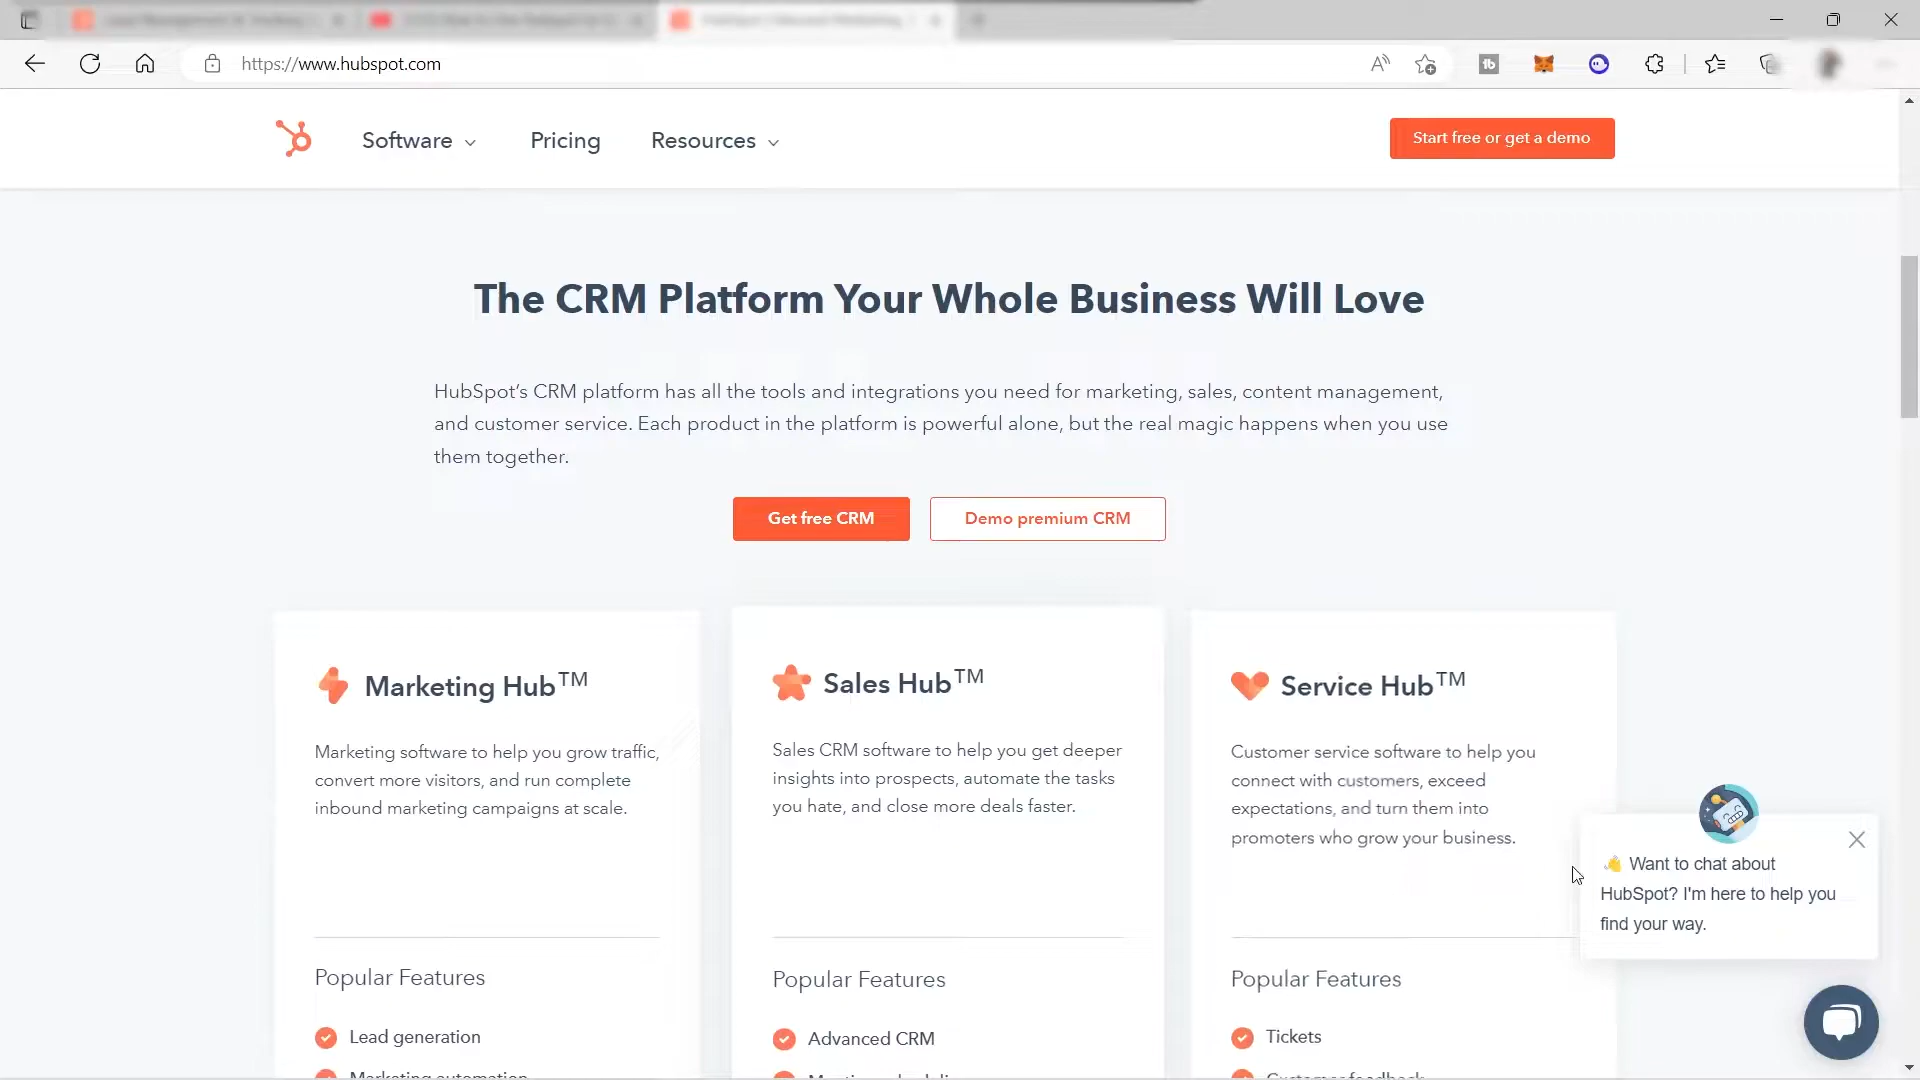 https://www.hubspot.com
Software
Pricing
Resources
Start free or get a demo
The CRM Platform Your Whole Business Will Love
HubSpot’s CRM platform has all the tools and integrations you need for marketing, sales, content management,
and customer service. Each product in the platform is powerful alone, but the real magic happens when you use
them together.
Get free CRM
Demo premium CRM
Marketing Hub™
Marketing software to help you grow traffic,
convert more visitors, and run complete
inbound marketing campaigns at scale.
Popular Features
Lead generation
Marketing automation
Sales Hub™
Sales CRM software to help you get deeper
insights into prospects, automate the tasks
you hate, and close more deals faster.
Popular Features
Advanced CRM
Service Hub™
Customer service software to help you
connect with customers, exceed
expectations, and turn them into
promoters who grow your business.
Popular Features
Tickets
Customer feedback
👋 Want to chat about
HubSpot? I'm here to help you
find your way.